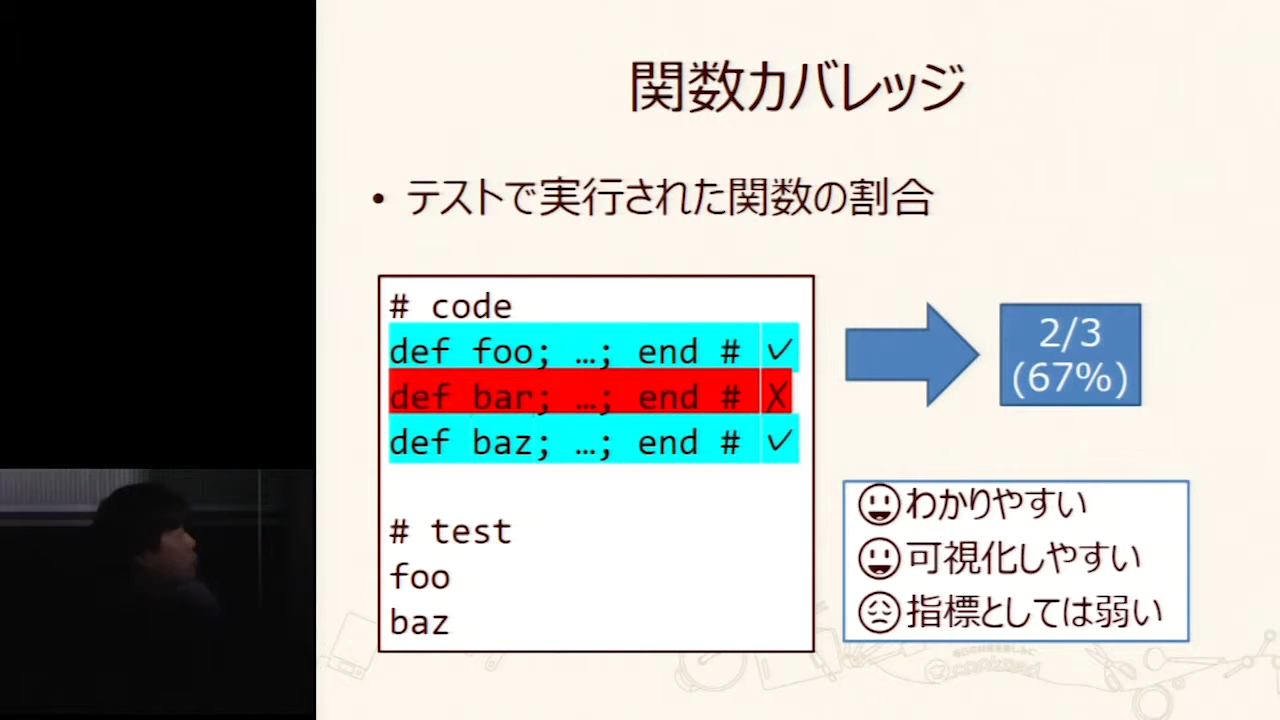 関数カバレッジ
• テストで実行された関数の割合
# code
def foo; …; end # ✓
def bar; …; end # X
def baz; …; end # ✓
# test
foo
baz
2/3
(67%)
わかりやすい
可視化しやすい
指標としては弱い
cookpad